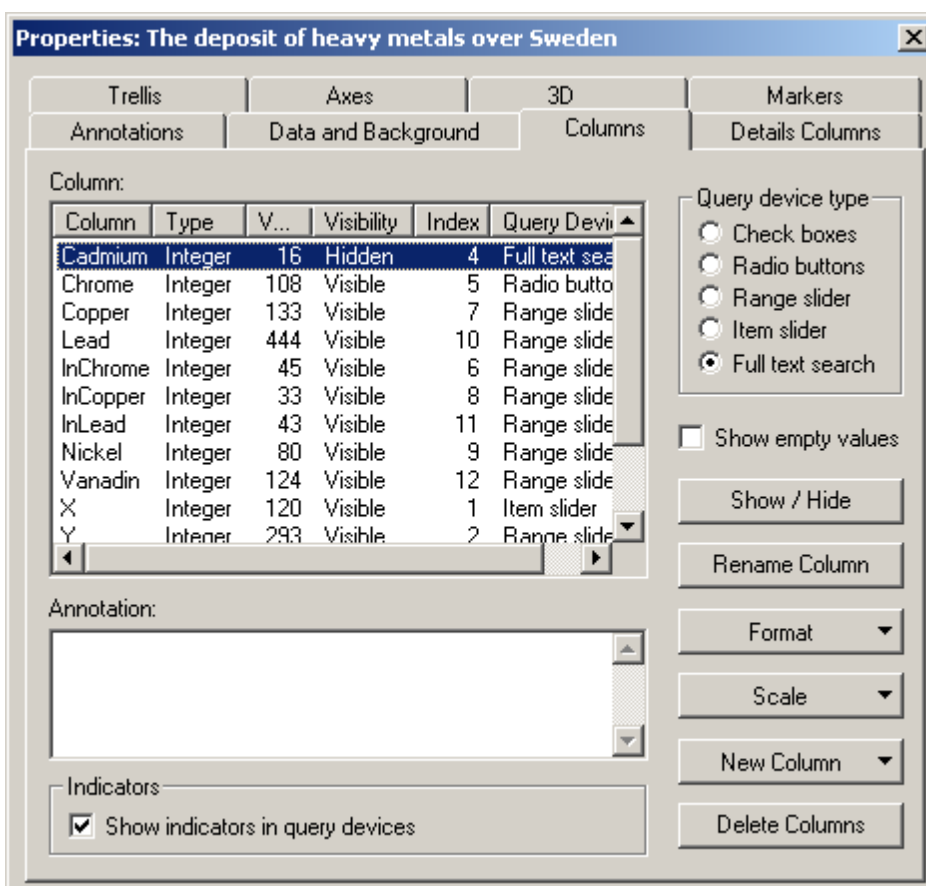 Properties: The deposit of heavy metals over Sweden
Trellis Axes 3D Markers
Annotations Data and Background Columns Details Columns
Column:
Column Type V... Visibility Index Query Devi
Cadmium Integer 16 Hidden 4 Full text sea
Chrome Integer 108 Visible 5 Radio butto
Copper Integer 133 Visible 7 Range slide
Lead Integer 444 Visible 10 Range slide
InChrome Integer 45 Visible 6 Range slide
InCopper Integer 33 Visible 8 Range slide
InLead Integer 43 Visible 11 Range slide
Nickel Integer 80 Visible 9 Range slide
Vanadin Integer 124 Visible 12 Range slide
X Integer 120 Visible 1 Item slider
Y Integer 293 Visible 2 Range slide
Annotation:
Indicators
Show indicators in query devices
Query device type
Check boxes
Radio buttons
Range slider
Item slider
Full text search
Show empty values
Show / Hide
Rename Column
Format
Scale
New Column
Delete Columns